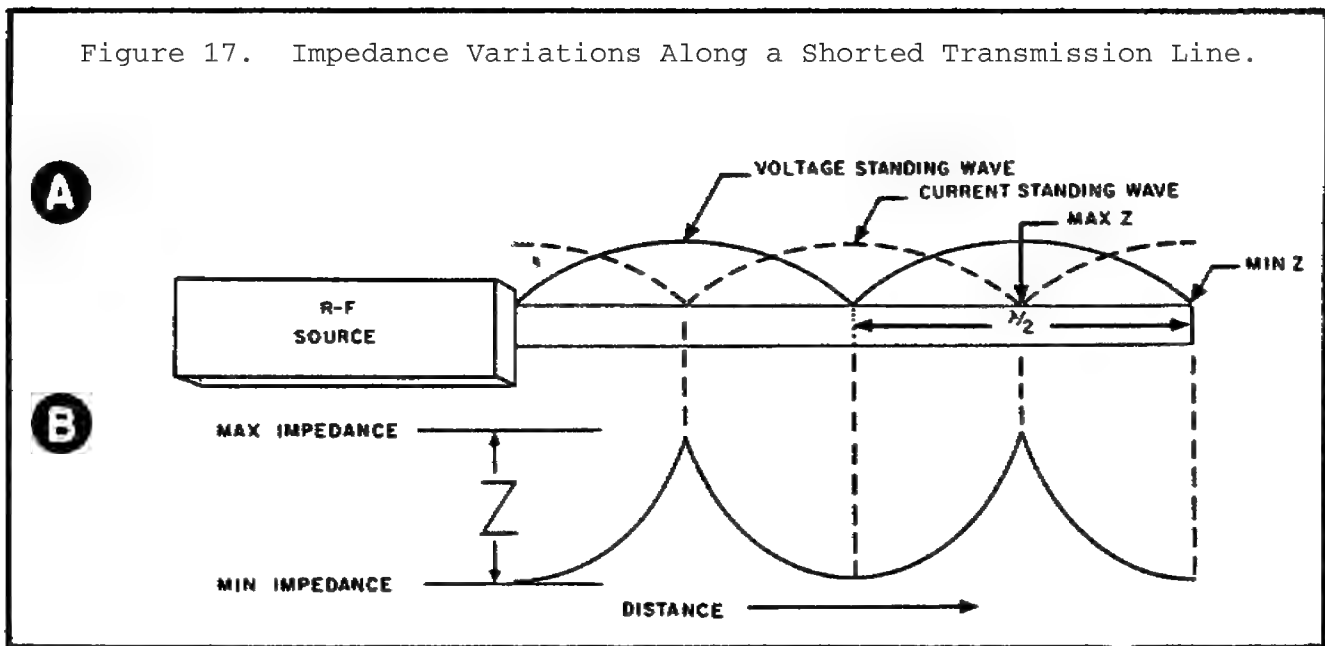 Figure 17. Impedance Variations Along a Shorted Transmission Line.
A
VOLTAGE STANDING WAVE
CURRENT STANDING WAVE
MAX Z
MIN Z
R-F
SOURCE
λ/2
B
MAX IMPEDANCE
Z
MIN IMPEDANCE
DISTANCE